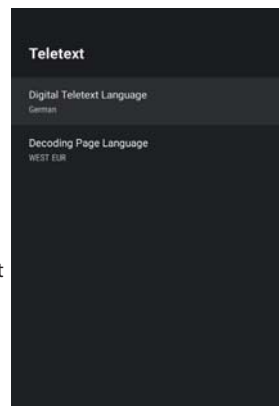 Teletext
Digital Teletext Language
German
Decoding Page Language
WEST EUR
t